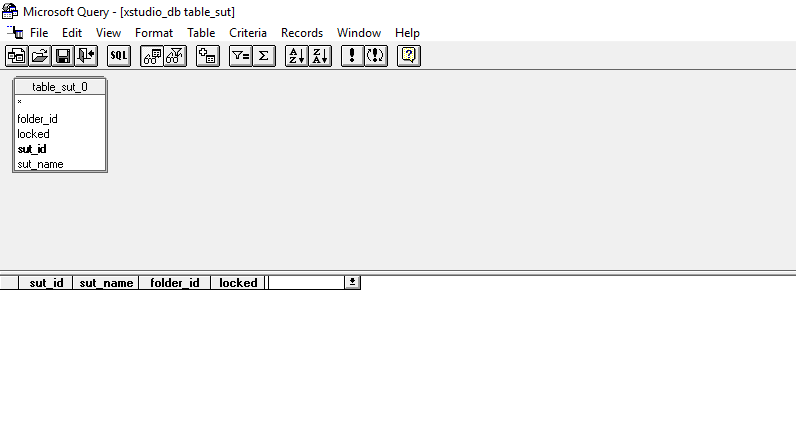 Microsoft Query - [xstudio_db table_sut]
File Edit View Format Table Criteria Records Window Help
SQL
table_sut_0
*
folder_id
locked
sut_id
sut_name
sut_id sut_name folder_id locked